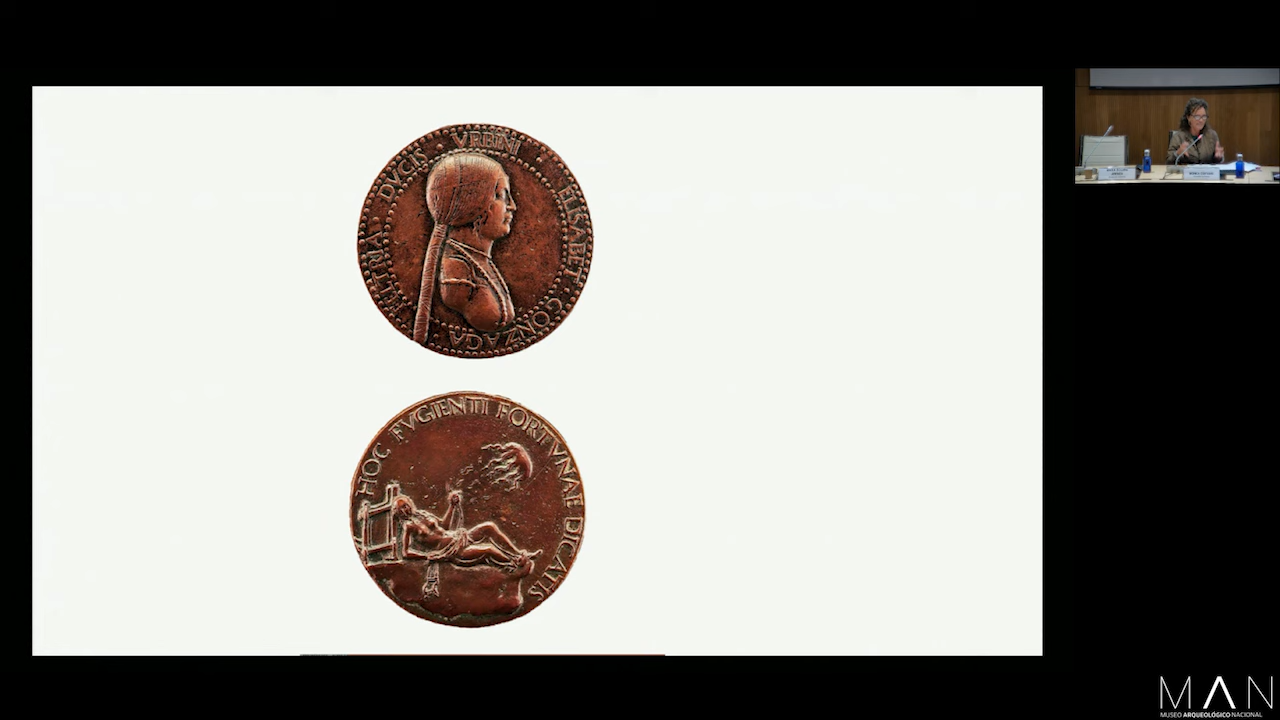 ELISABET · GONZAGA · FELTRIA · DVCIS · VRBINI ·
HOC FVGIENTI FORTVNAE DICATIS
MAN
MUSEO ARQUEOLÓGICO NACIONAL